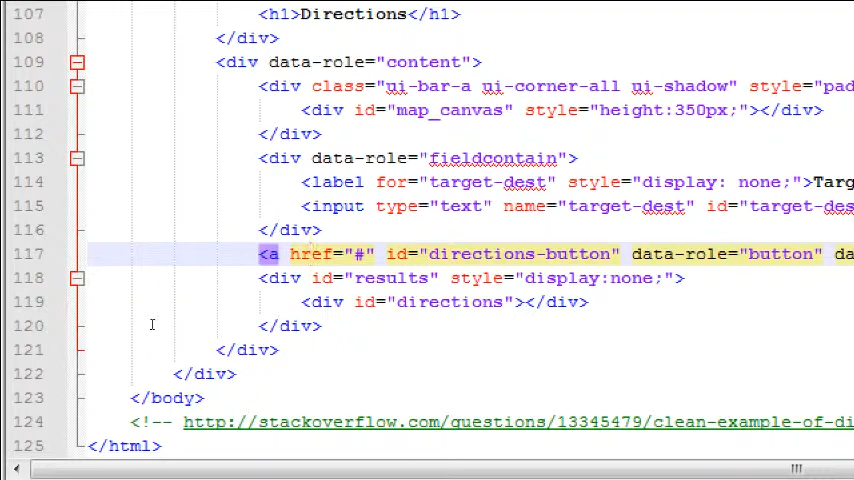 107 <h1>Directions</h1>
108 </div>
109 <div data-role="content">
110 <div class="ui-bar-a ui-corner-all ui-shadow" style="pad
111 <div id="map_canvas" style="height:350px;"></div>
112 </div>
113 <div data-role="fieldcontain">
114 <label for="target-dest" style="display: none;">Targ
115 <input type="text" name="target-dest" id="target-des
116 </div>
117 <a href="#" id="directions-button" data-role="button" da
118 <div id="results" style="display:none;">
119 <div id="directions"></div>
120 </div>
121 </div>
122 </div>
123 </body>
124 <!-- http://stackoverflow.com/questions/13345479/clean-example-of-di
125 </html>